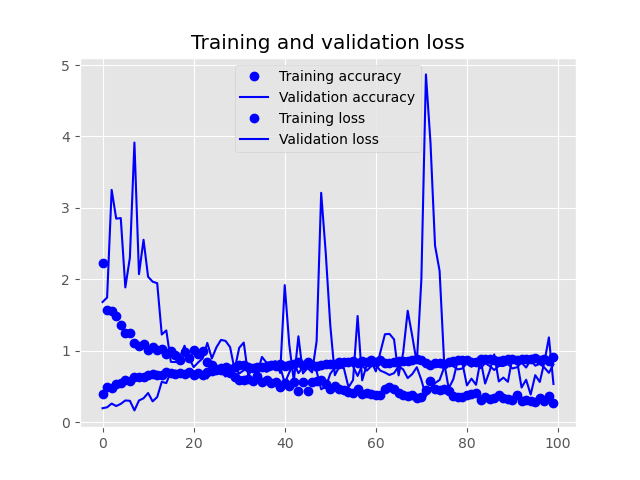 Training and validation loss
Training accuracy
Validation accuracy
Training loss
Validation loss
5
4
3
2
1
0
0 20 40 60 80 100